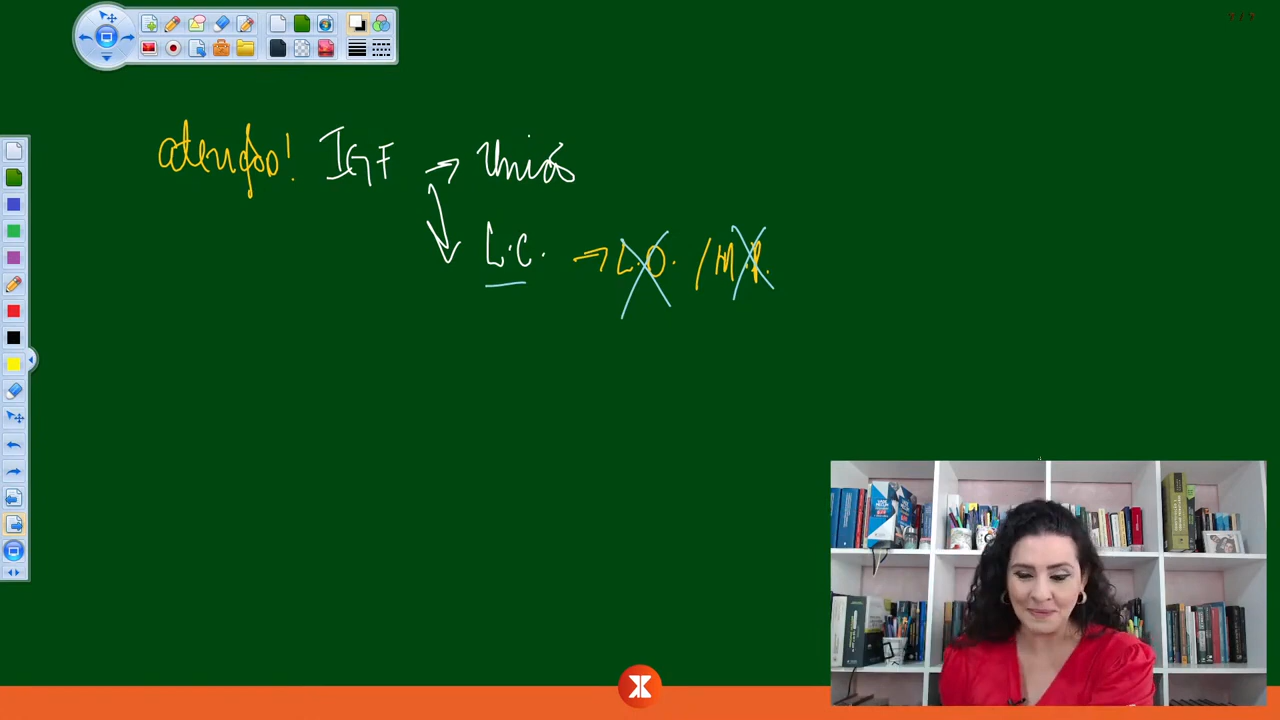 atenção! IGF → União
L.C. → L.O. / M.P.